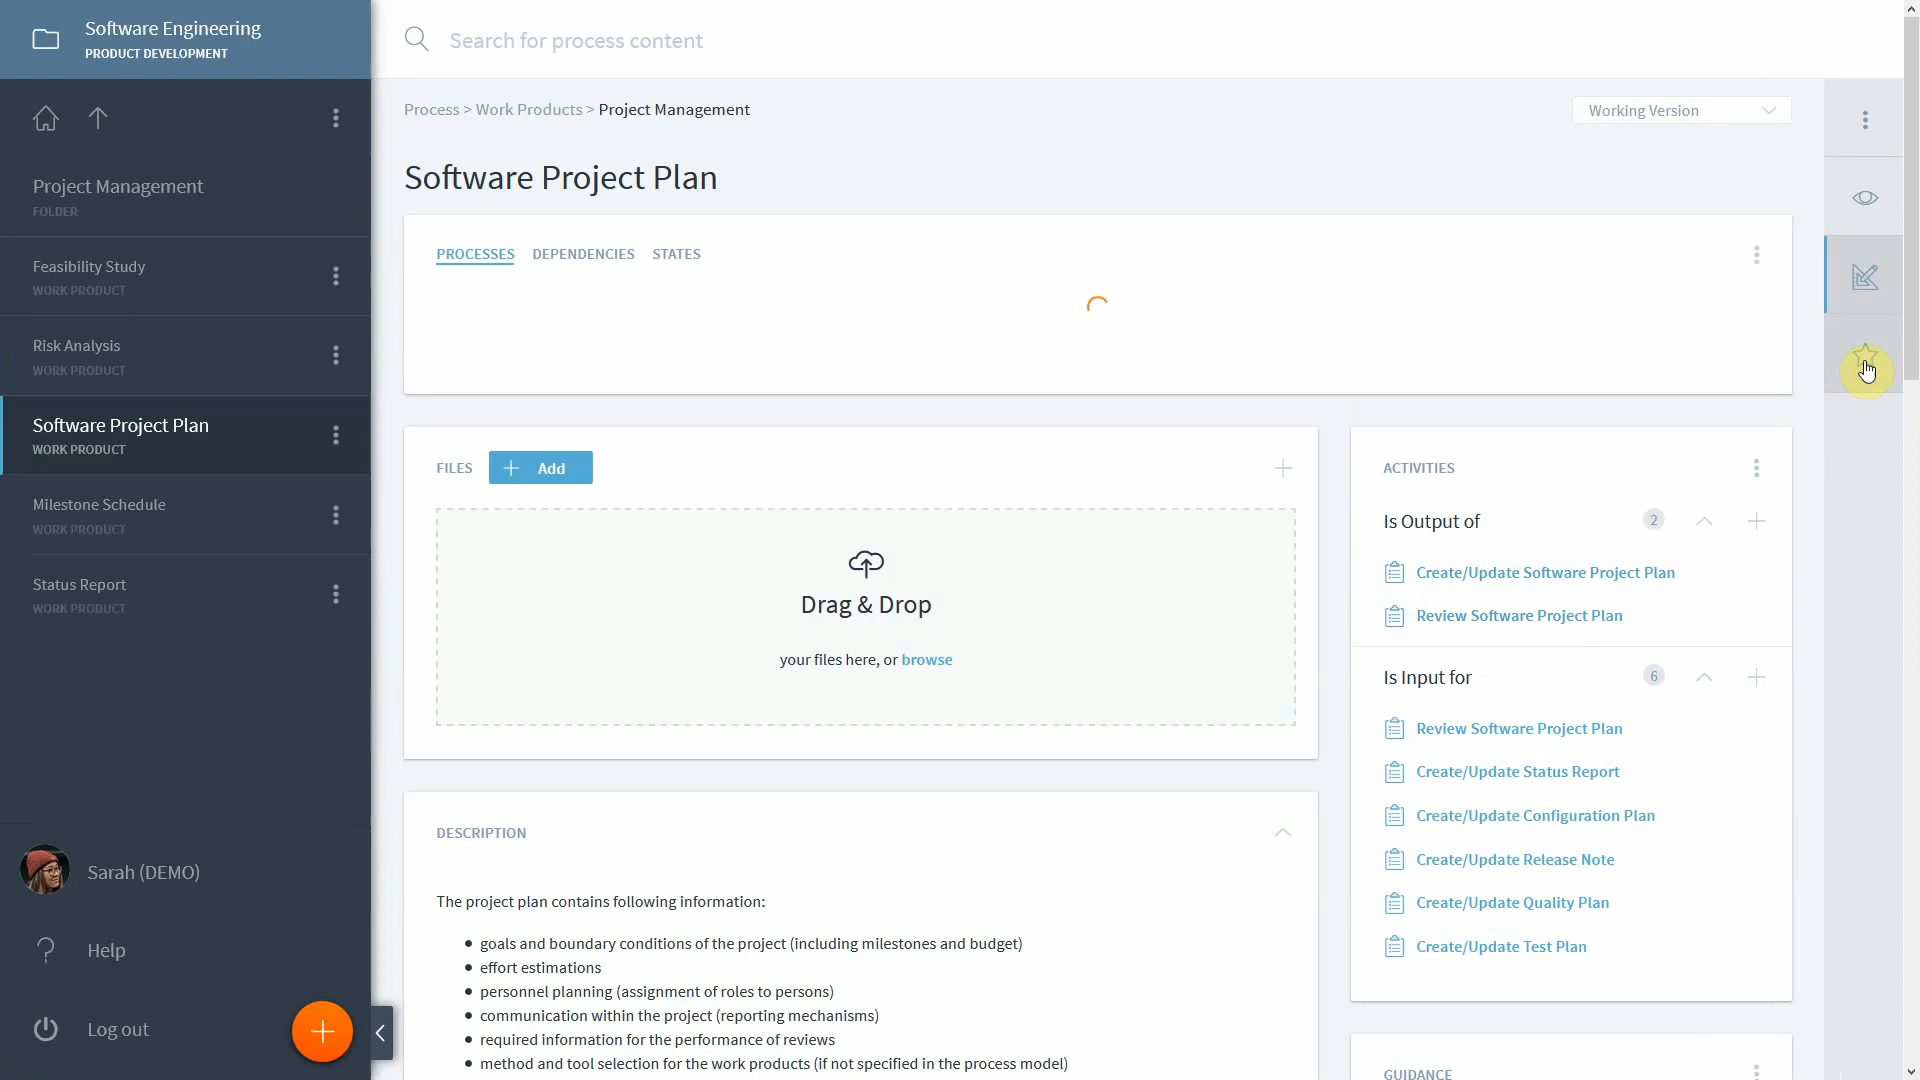 Software Engineering
PRODUCT DEVELOPMENT
Search for process content
Process > Work Products > Project Management
Working Version
Software Project Plan
Project Management
FOLDER
Feasibility Study
WORK PRODUCT
Risk Analysis
WORK PRODUCT
Software Project Plan
WORK PRODUCT
Milestone Schedule
WORK PRODUCT
Status Report
WORK PRODUCT
Sarah (DEMO)
Help
Log out
PROCESSES DEPENDENCIES STATES
FILES
Add
Drag & Drop
your files here, or browse
DESCRIPTION
The project plan contains following information:
• goals and boundary conditions of the project (including milestones and budget)
• effort estimations
• personnel planning (assignment of roles to persons)
• communication within the project (reporting mechanisms)
• required information for the performance of reviews
• method and tool selection for the work products (if not specified in the process model)
ACTIVITIES
Is Output of 2
Create/Update Software Project Plan
Review Software Project Plan
Is Input for 6
Review Software Project Plan
Create/Update Status Report
Create/Update Configuration Plan
Create/Update Release Note
Create/Update Quality Plan
Create/Update Test Plan
GUIDANCE